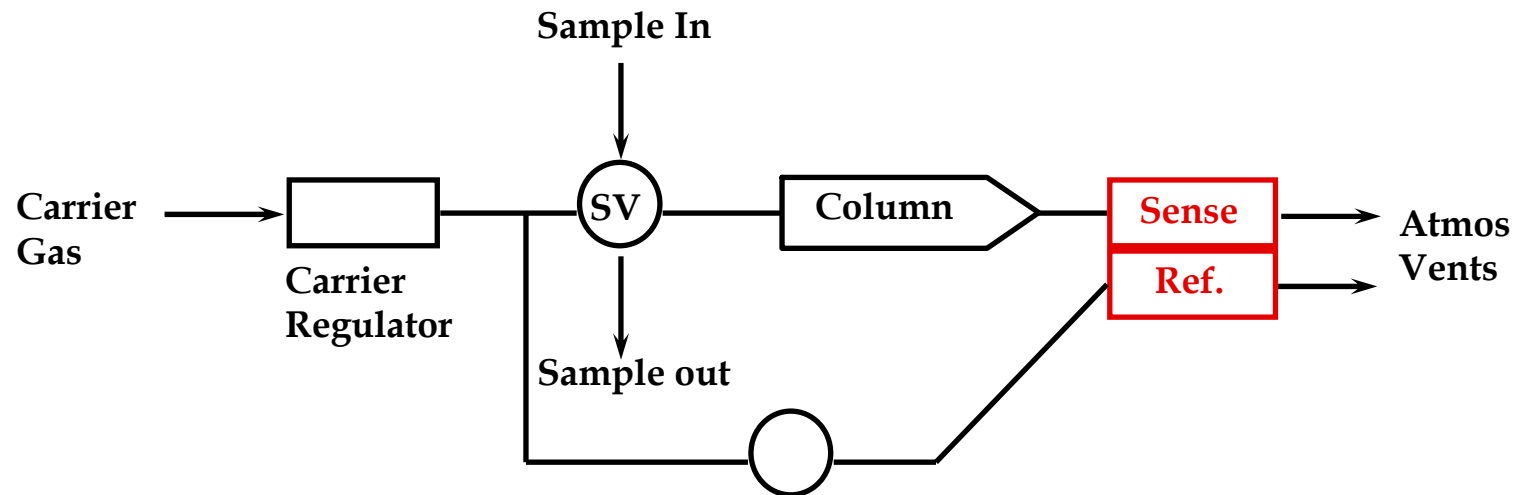 Sample In
Carrier
Gas
SV
Column
Sense
Ref.
Atmos
Vents
Carrier
Regulator
Sample out